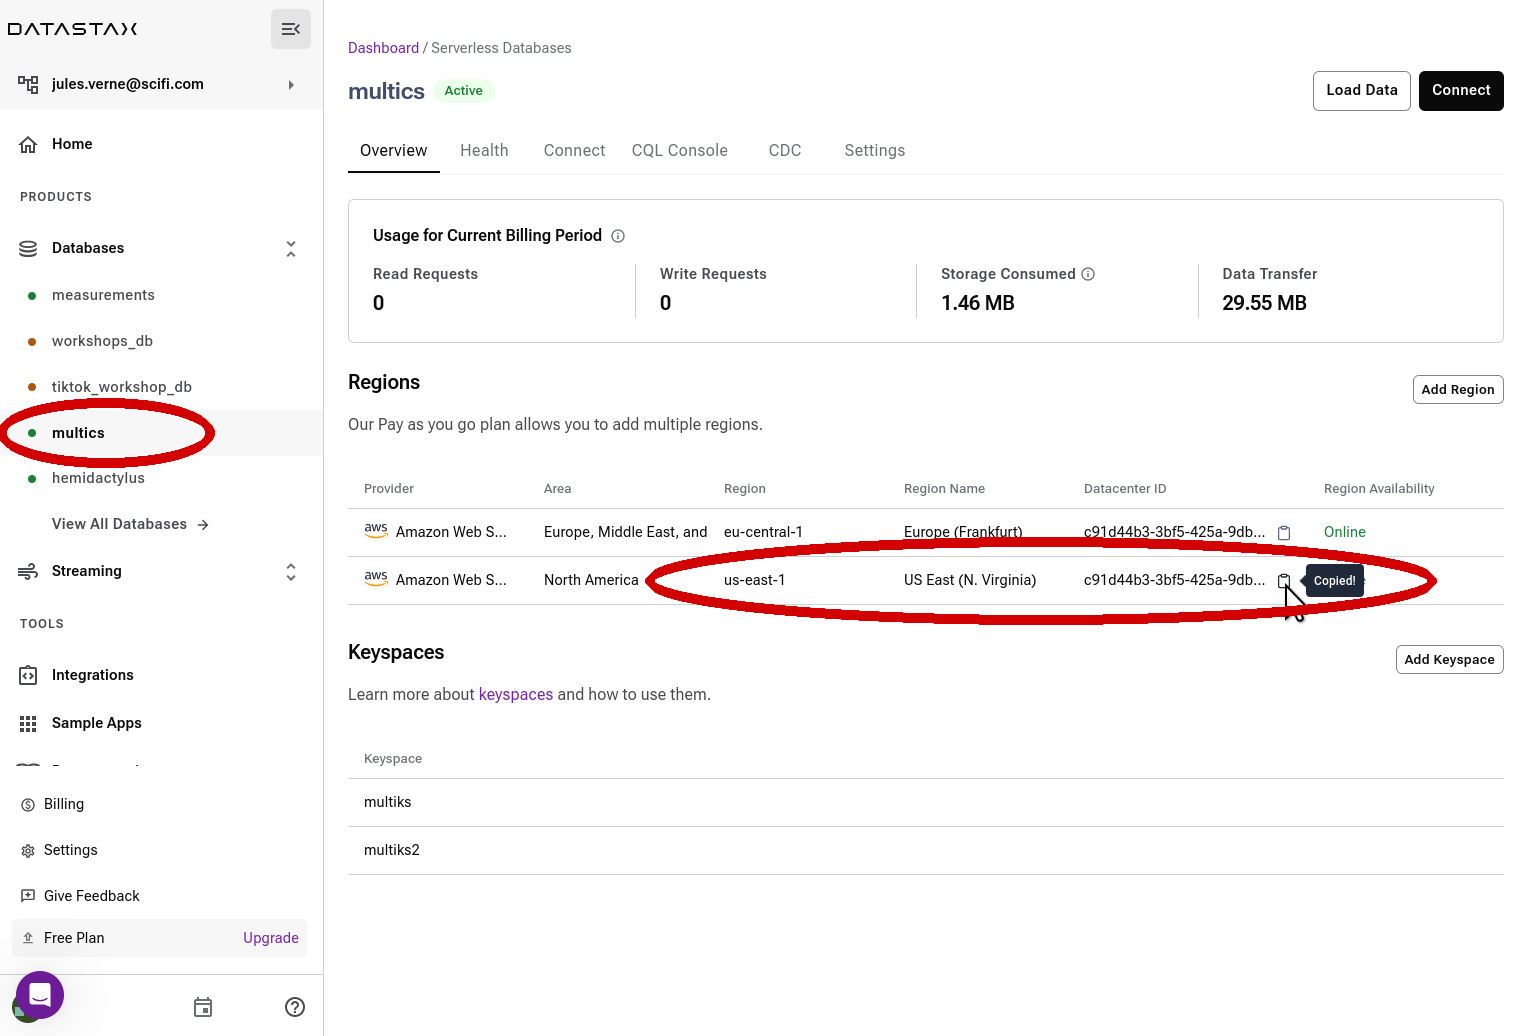 DATASTAX
jules.verne@scifi.com
Home
PRODUCTS
Databases
measurements
workshops_db
tiktok_workshop_db
multics
hemidactylus
View All Databases →
Streaming
TOOLS
Integrations
Sample Apps
Billing
Settings
Give Feedback
Free Plan Upgrade
Dashboard / Serverless Databases
multics Active
Load Data Connect
Overview Health Connect CQL Console CDC Settings
Usage for Current Billing Period
Read Requests Write Requests Storage Consumed Data Transfer
0 0 1.46 MB 29.55 MB
Regions
Add Region
Our Pay as you go plan allows you to add multiple regions.
Provider Area Region Region Name Datacenter ID Region Availability
aws Amazon Web S... Europe, Middle East, and eu-central-1 Europe (Frankfurt) c91d44b3-3bf5-425a-9db... Online
aws Amazon Web S... North America us-east-1 US East (N. Virginia) c91d44b3-3bf5-425a-9db... Copied!
Keyspaces
Add Keyspace
Learn more about keyspaces and how to use them.
Keyspace
multiks
multiks2